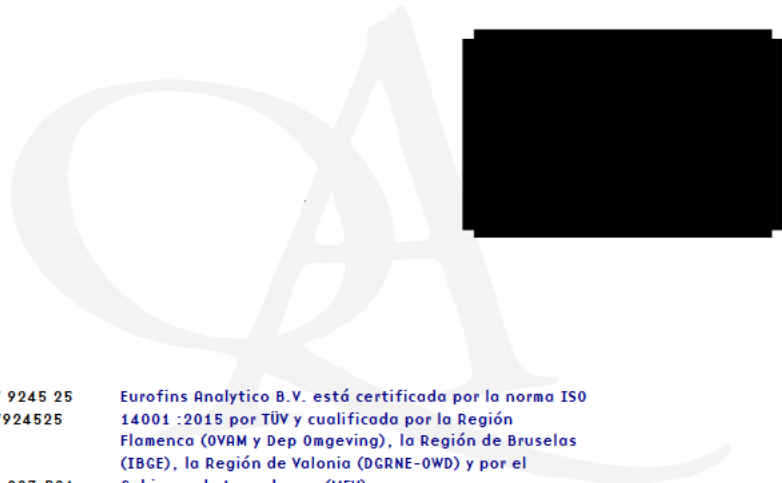 9245 25
924525
Eurofins Analytico B.V. está certificada por la norma ISO
14001 :2015 por TÜV y cualificada por la Región
Flamenca (OVAM y Dep Omgeving), la Región de Bruselas
(IBGE), la Región de Valonia (DGRNE-OWD) y por el